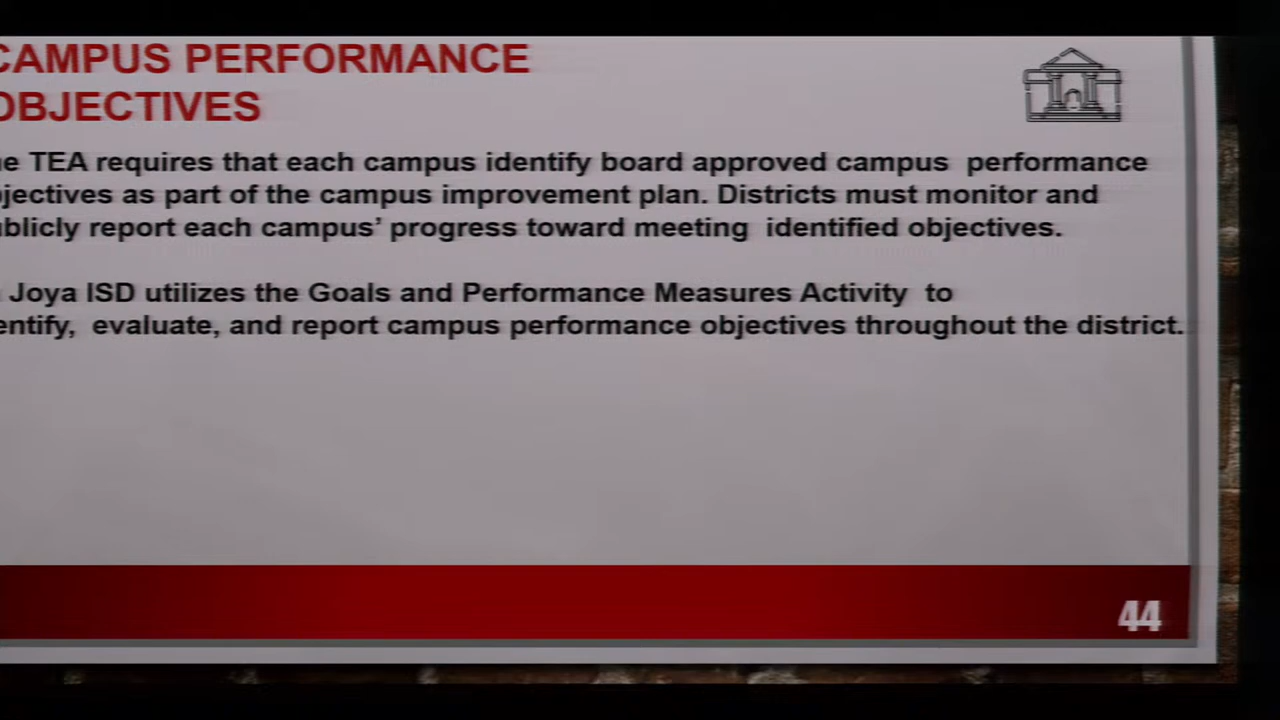 CAMPUS PERFORMANCE
OBJECTIVES
e TEA requires that each campus identify board approved campus performance
jectives as part of the campus improvement plan. Districts must monitor and
blicly report each campus’ progress toward meeting identified objectives.
Joya ISD utilizes the Goals and Performance Measures Activity to
entify, evaluate, and report campus performance objectives throughout the district.
44